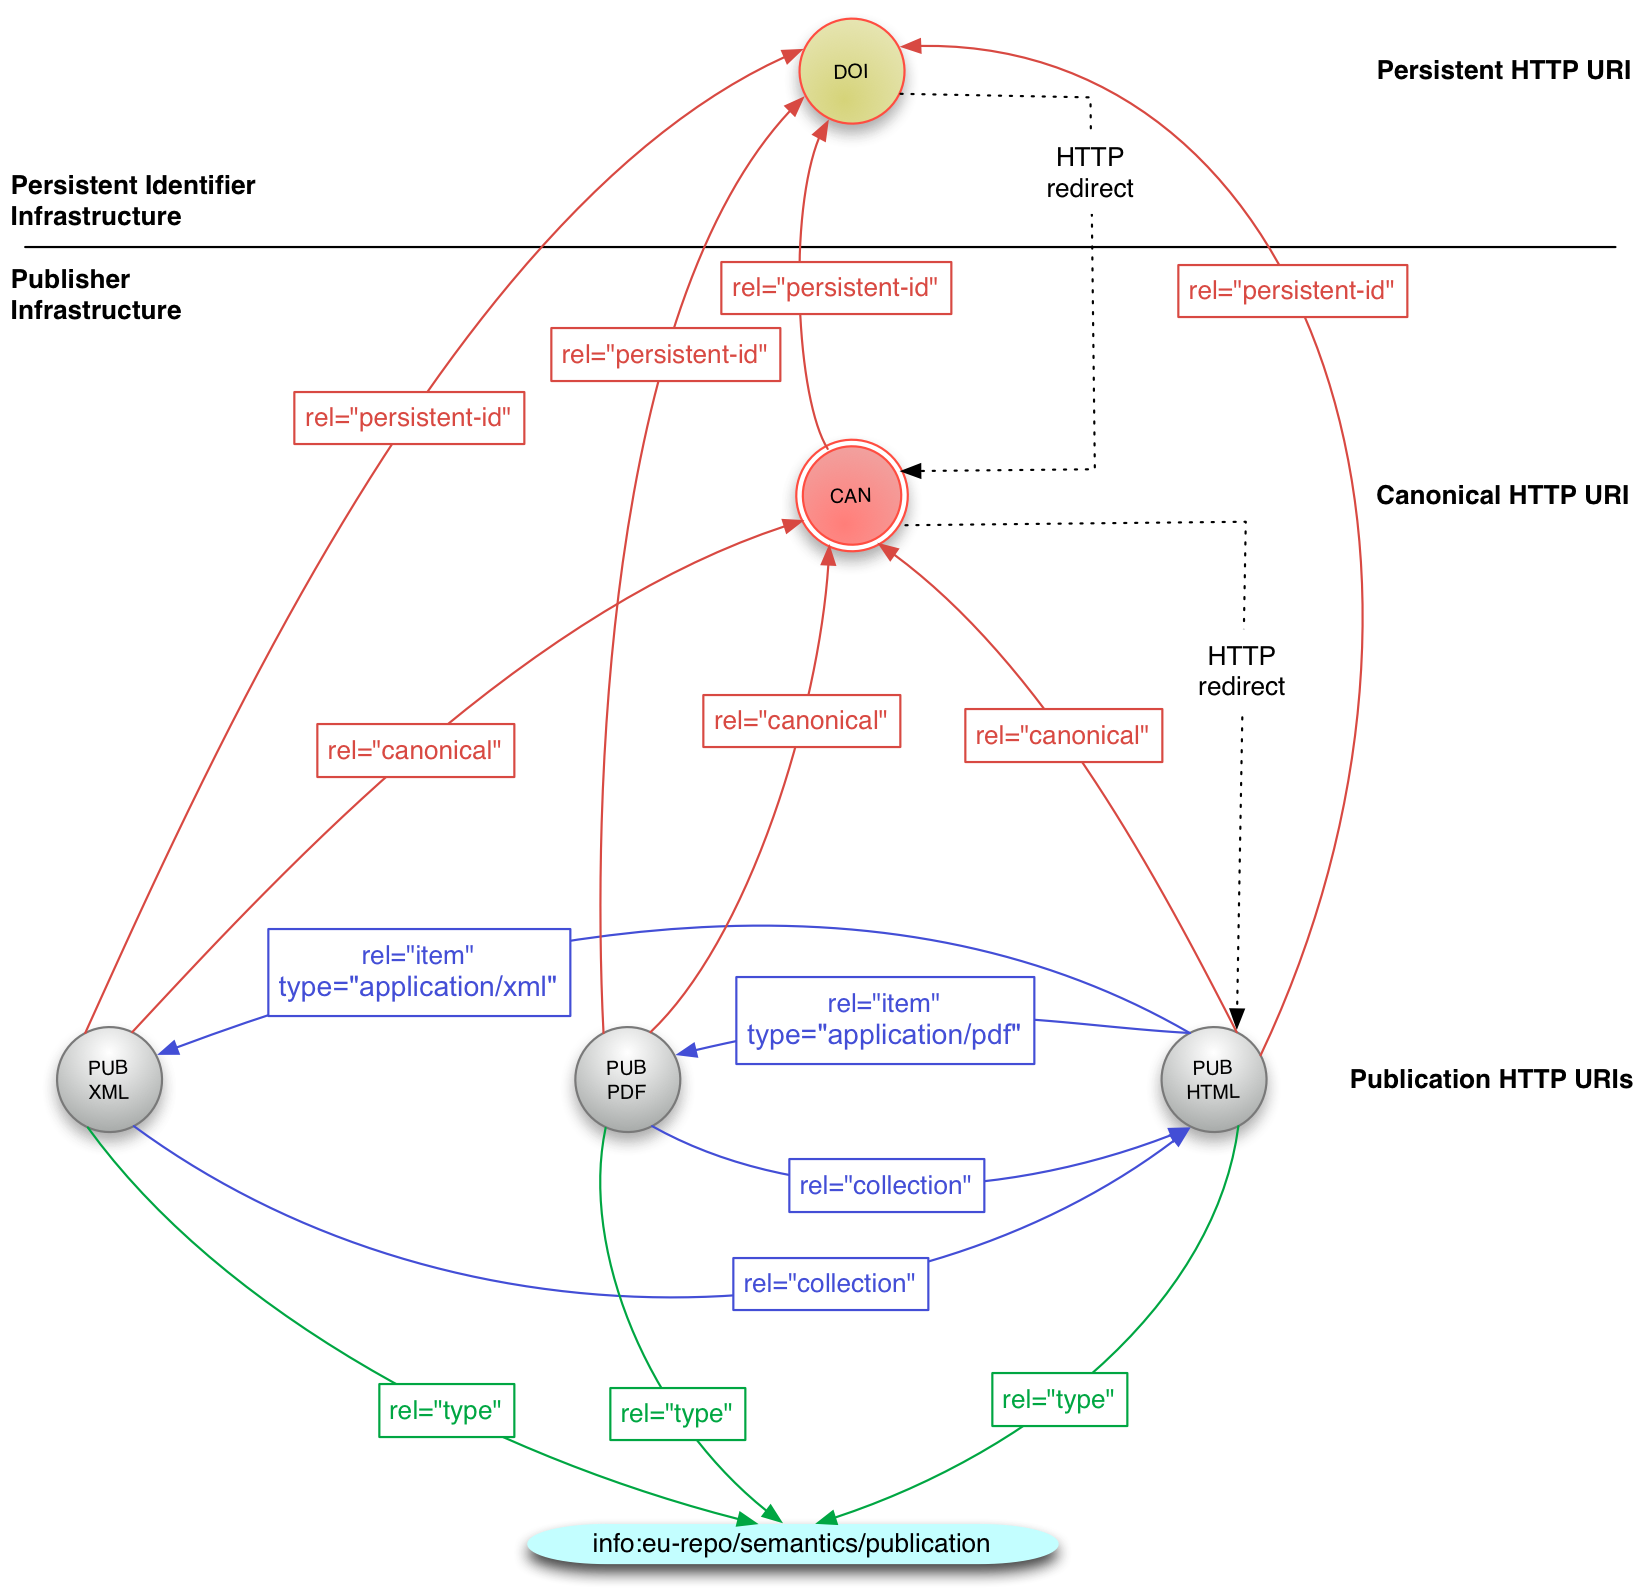 DOI
Persistent HTTP URI
HTTP
redirect
Persistent Identifier
Infrastructure
Publisher
Infrastructure
rel="persistent-id"
rel="persistent-id"
rel="persistent-id"
rel="persistent-id"
CAN
Canonical HTTP URI
HTTP
redirect
rel="canonical"
rel="canonical"
rel="canonical"
rel="item"
type="application/xml"
rel="item"
type="application/pdf"
PUB
XML
PUB
PDF
PUB
HTML
Publication HTTP URIs
rel="collection"
rel="collection"
rel="type"
rel="type"
rel="type"
info:eu-repo/semantics/publication